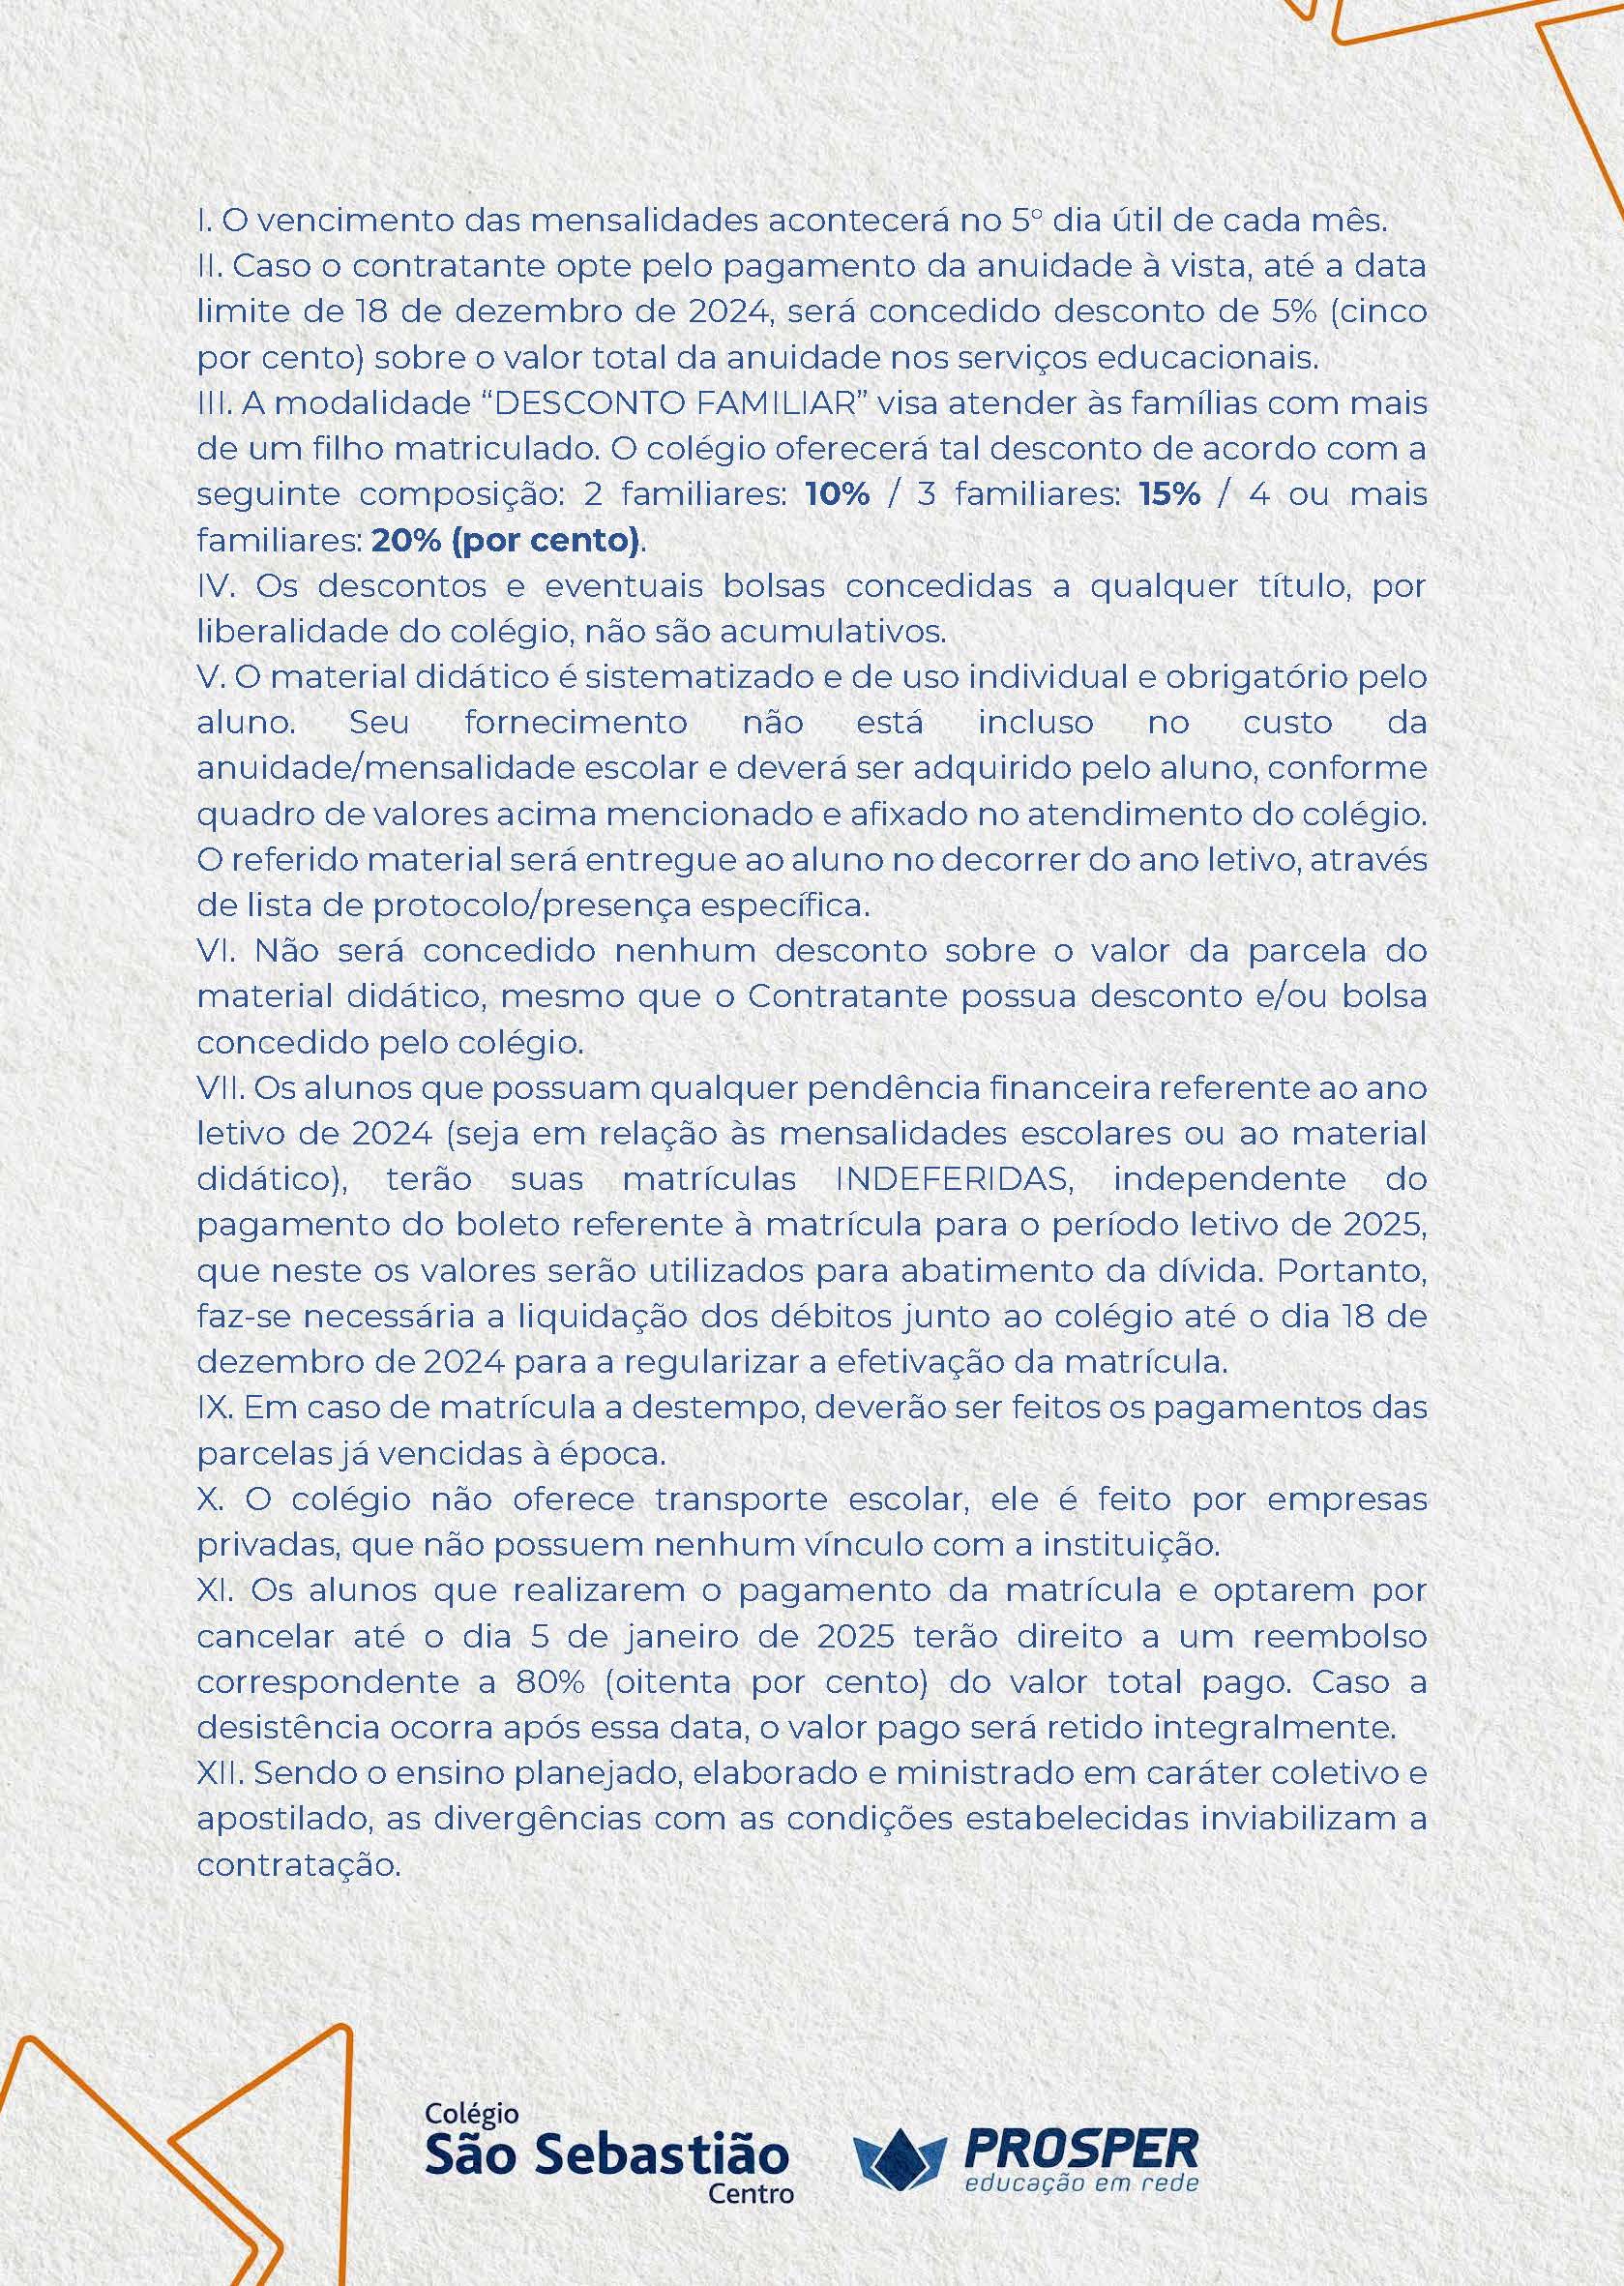 I. O vencimento das mensalidades acontecerá no 5º dia útil de cada mês.
II. Caso o contratante opte pelo pagamento da anuidade à vista, até a data
limite de 18 de dezembro de 2024, será concedido desconto de 5% (cinco
por cento) sobre o valor total da anuidade nos serviços educacionais.
III. A modalidade “DESCONTO FAMILIAR” visa atender às famílias com mais
de um filho matriculado. O colégio oferecerá tal desconto de acordo com a
seguinte composição: 2 familiares: 10% / 3 familiares: 15% / 4 ou mais
familiares: 20% (por cento).
IV. Os descontos e eventuais bolsas concedidas a qualquer título, por
liberalidade do colégio, não são acumulativos.
V. O material didático é sistematizado e de uso individual e obrigatório pelo
aluno. Seu fornecimento não está incluso no custo da
anuidade/mensalidade escolar e deverá ser adquirido pelo aluno, conforme
quadro de valores acima mencionado e afixado no atendimento do colégio.
O referido material será entregue ao aluno no decorrer do ano letivo, através
de lista de protocolo/presença específica.
VI. Não será concedido nenhum desconto sobre o valor da parcela do
material didático, mesmo que o Contratante possua desconto e/ou bolsa
concedido pelo colégio.
VII. Os alunos que possuam qualquer pendência financeira referente ao ano
letivo de 2024 (seja em relação às mensalidades escolares ou ao material
didático), terão suas matrículas INDEFERIDAS, independente do
pagamento do boleto referente à matrícula para o período letivo de 2025,
que neste os valores serão utilizados para abatimento da dívida. Portanto,
faz-se necessária a liquidação dos débitos junto ao colégio até o dia 18 de
dezembro de 2024 para a regularizar a efetivação da matrícula.
IX. Em caso de matrícula a destempo, deverão ser feitos os pagamentos das
parcelas já vencidas à época.
X. O colégio não oferece transporte escolar, ele é feito por empresas
privadas, que não possuem nenhum vínculo com a instituição.
XI. Os alunos que realizarem o pagamento da matrícula e optarem por
cancelar até o dia 5 de janeiro de 2025 terão direito a um reembolso
correspondente a 80% (oitenta por cento) do valor total pago. Caso a
desistência ocorra após essa data, o valor pago será retido integralmente.
XII. Sendo o ensino planejado, elaborado e ministrado em caráter coletivo e
apostilado, as divergências com as condições estabelecidas inviabilizam a
contratação.
Colégio
São Sebastião
Centro
PROSPER
educação em rede